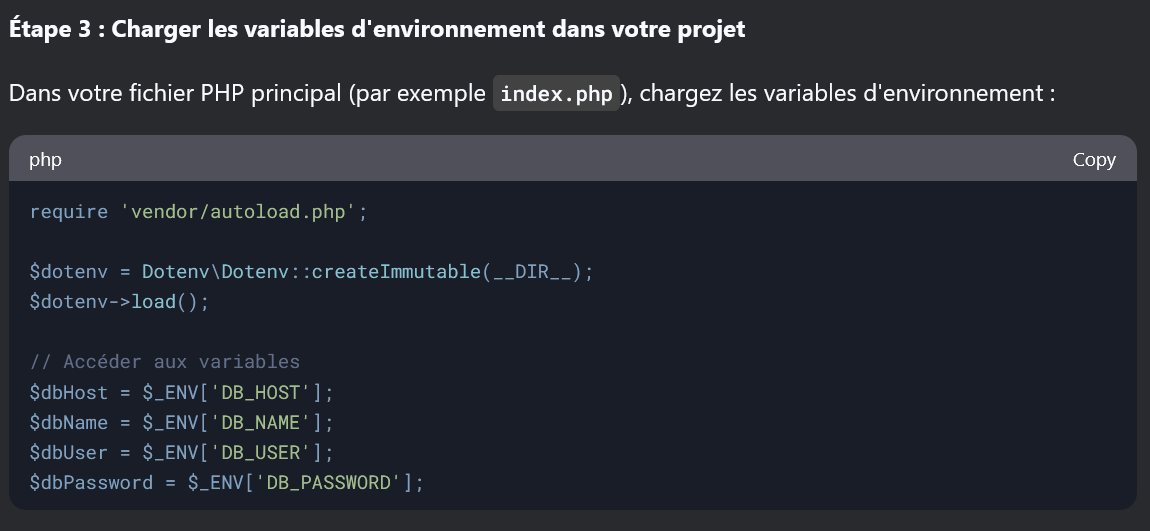 Étape 3 : Charger les variables d'environnement dans votre projet
Dans votre fichier PHP principal (par exemple index.php), chargez les variables d'environnement :
php
Copy
require 'vendor/autoload.php';
$dotenv = Dotenv\Dotenv::createImmutable(__DIR__);
$dotenv->load();
// Accéder aux variables
$dbHost = $_ENV['DB_HOST'];
$dbName = $_ENV['DB_NAME'];
$dbUser = $_ENV['DB_USER'];
$dbPassword = $_ENV['DB_PASSWORD'];